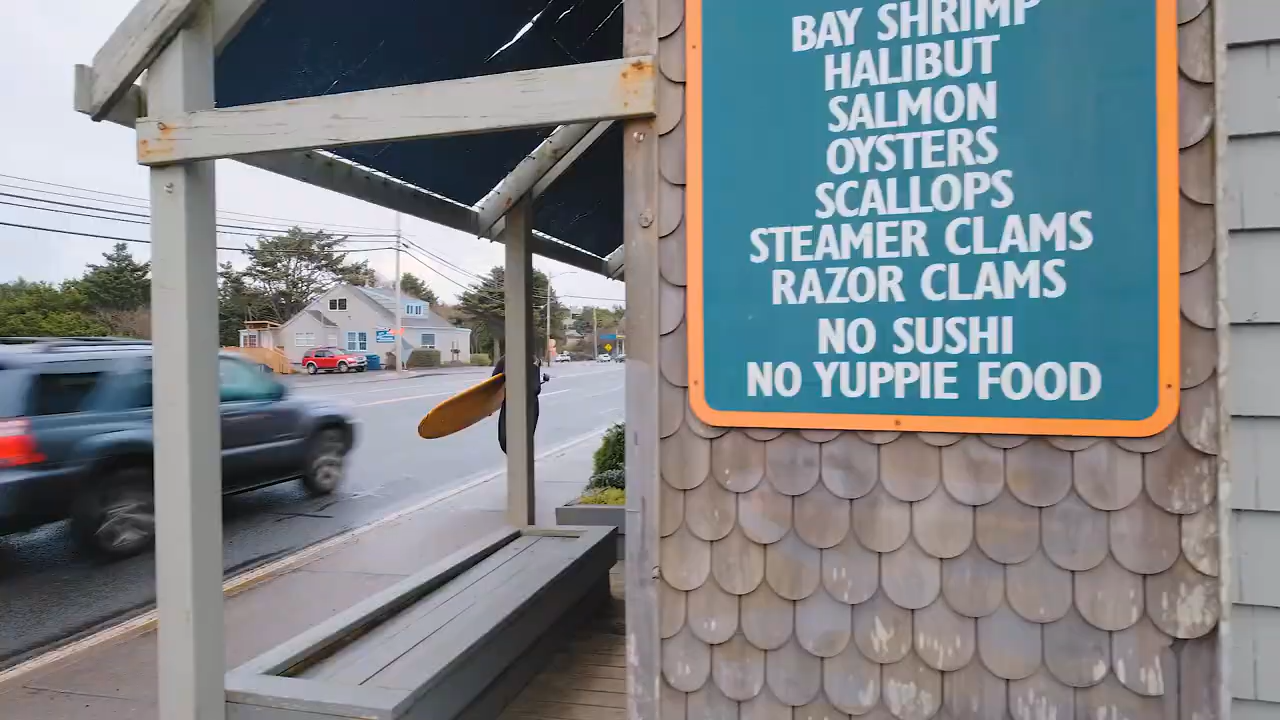 BAY SHRIMP
HALIBUT
SALMON
OYSTERS
SCALLOPS
STEAMER CLAMS
RAZOR CLAMS
NO SUSHI
NO YUPPIE FOOD